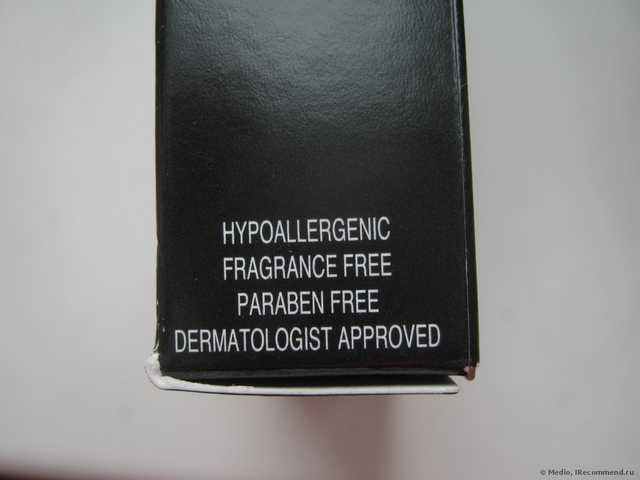 HYPOALLERGENIC
FRAGRANCE FREE
PARABEN FREE
DERMATOLOGIST APPROVED
© Medio, IRecommend.ru